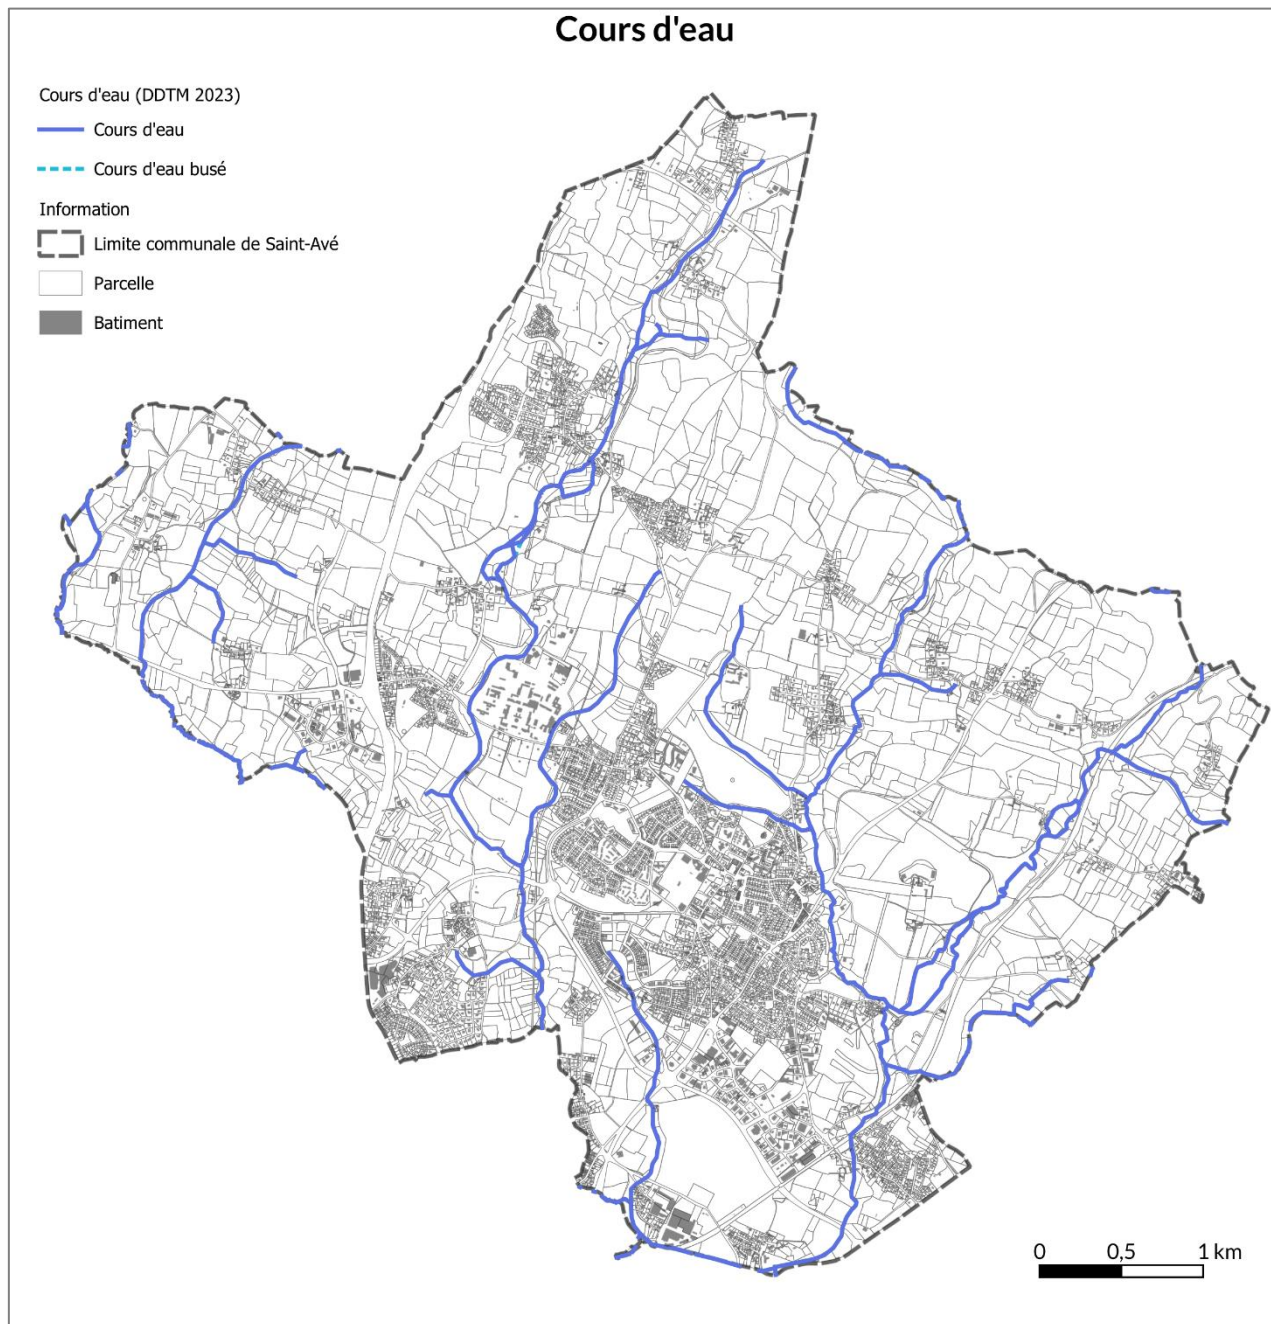 Cours d'eau
Cours d'eau (DDTM 2023)
Cours d'eau
Cours d'eau busé
Information
Limite communale de Saint-Avé
Parcelle
Batiment
0 0,5 1 km